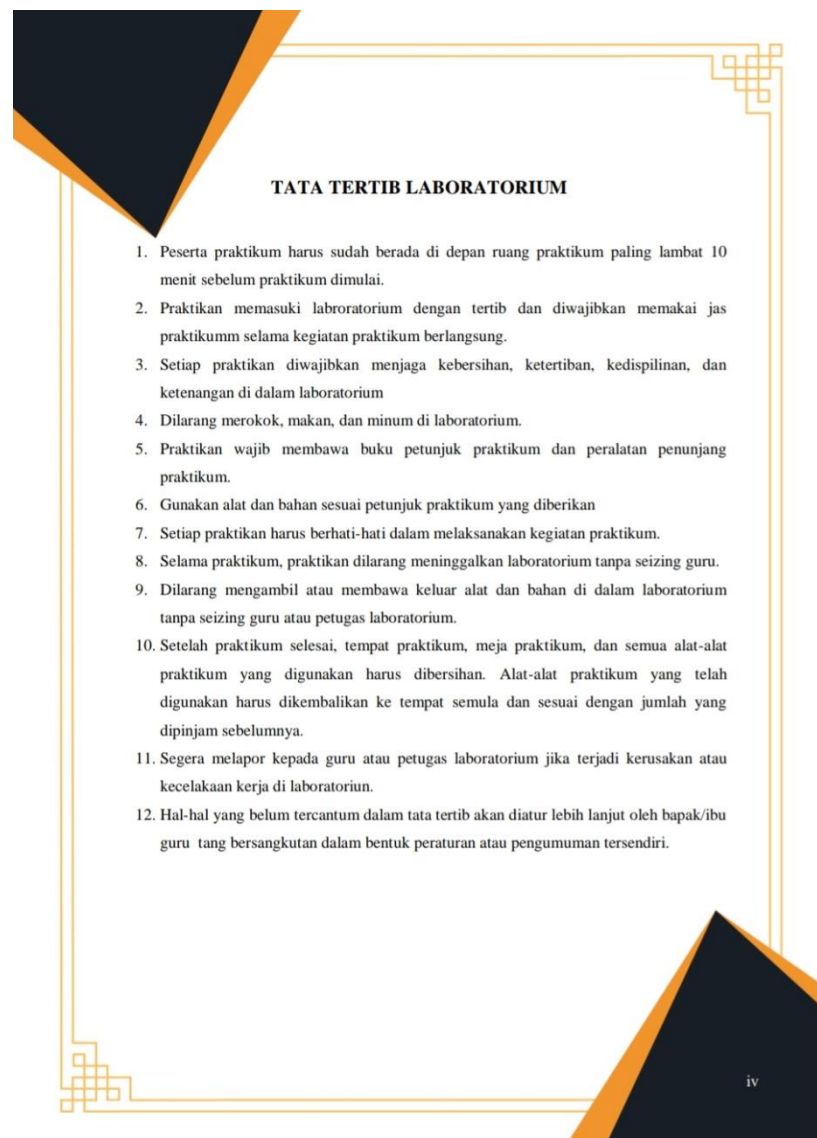 TATA TERTIB LABORATORIUM
1. Peserta praktikum harus sudah berada di depan ruang praktikum paling lambat 10
menit sebelum praktikum dimulai.
2. Praktikan memasuki labroratorium dengan tertib dan diwajibkan memakai jas
praktikumm selama kegiatan praktikum berlangsung.
3. Setiap praktikan diwajibkan menjaga kebersihan, ketertiban, kedispilinan, dan
ketenangan di dalam laboratorium
4. Dilarang merokok, makan, dan minum di laboratorium.
5. Praktikan wajib membawa buku petunjuk praktikum dan peralatan penunjang
praktikum.
6. Gunakan alat dan bahan sesuai petunjuk praktikum yang diberikan
7. Setiap praktikan harus berhati-hati dalam melaksanakan kegiatan praktikum.
8. Selama praktikum, praktikan dilarang meninggalkan laboratorium tanpa seizing guru.
9. Dilarang mengambil atau membawa keluar alat dan bahan di dalam laboratorium
tanpa seizing guru atau petugas laboratorium.
10. Setelah praktikum selesai, tempat praktikum, meja praktikum, dan semua alat-alat
praktikum yang digunakan harus dibersihan. Alat-alat praktikum yang telah
digunakan harus dikembalikan ke tempat semula dan sesuai dengan jumlah yang
dipinjam sebelumnya.
11. Segera melapor kepada guru atau petugas laboratorium jika terjadi kerusakan atau
kecelakaan kerja di laboratoriun.
12. Hal-hal yang belum tercantum dalam tata tertib akan diatur lebih lanjut oleh bapak/ibu
guru tang bersangkutan dalam bentuk peraturan atau pengumuman tersendiri.
iv